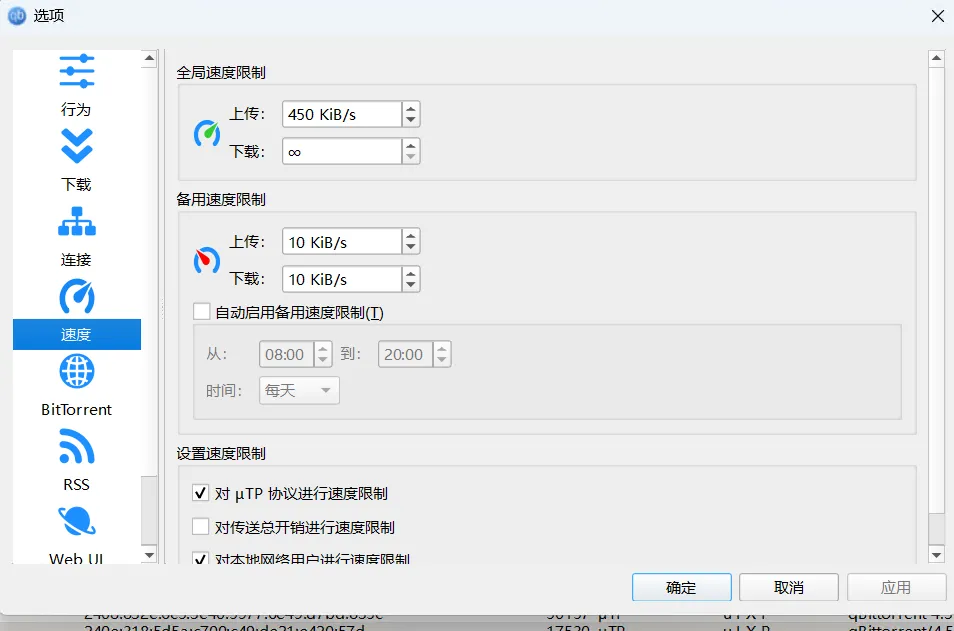 选项
行为
下载
连接
速度
BitTorrent
RSS
Web UI
全局速度限制
上传： 450 KiB/s
下载： ∞
备用速度限制
上传： 10 KiB/s
下载： 10 KiB/s
自动启用备用速度限制(T)
从： 08:00 到： 20:00
时间： 每天
设置速度限制
对 µTP 协议进行速度限制
对传送总开销进行速度限制
对本地网络用户进行速度限制
确定 取消 应用